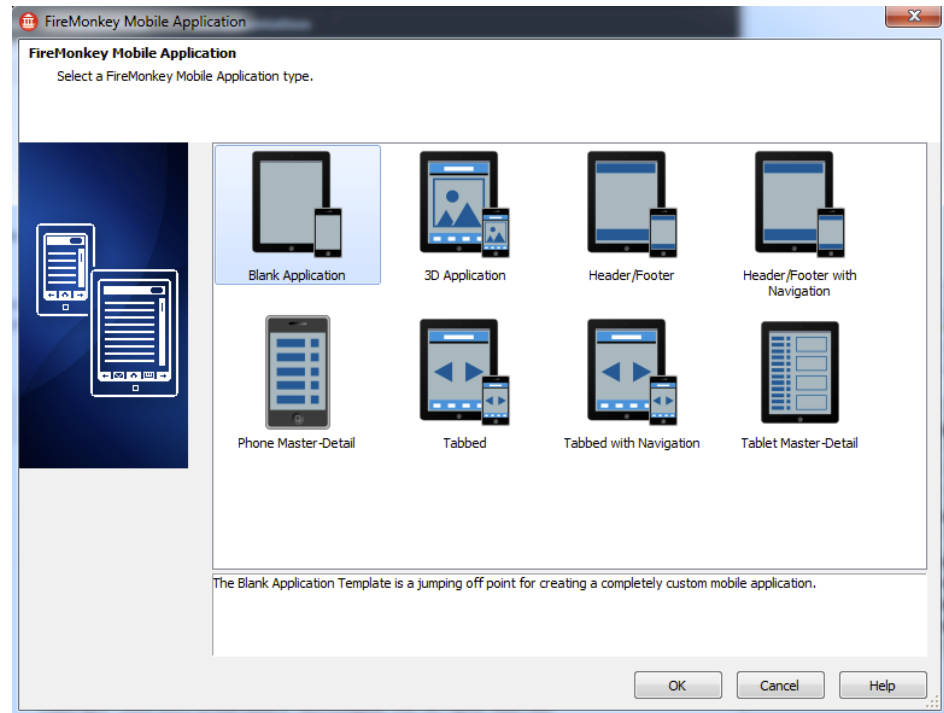 FireMonkey Mobile Application
FireMonkey Mobile Application
Select a FireMonkey Mobile Application type.
Blank Application
3D Application
Header/Footer
Header/Footer with
Navigation
Phone Master-Detail
Tabbed
Tabbed with Navigation
Tablet Master-Detail
The Blank Application Template is a jumping off point for creating a completely custom mobile application.
OK
Cancel
Help